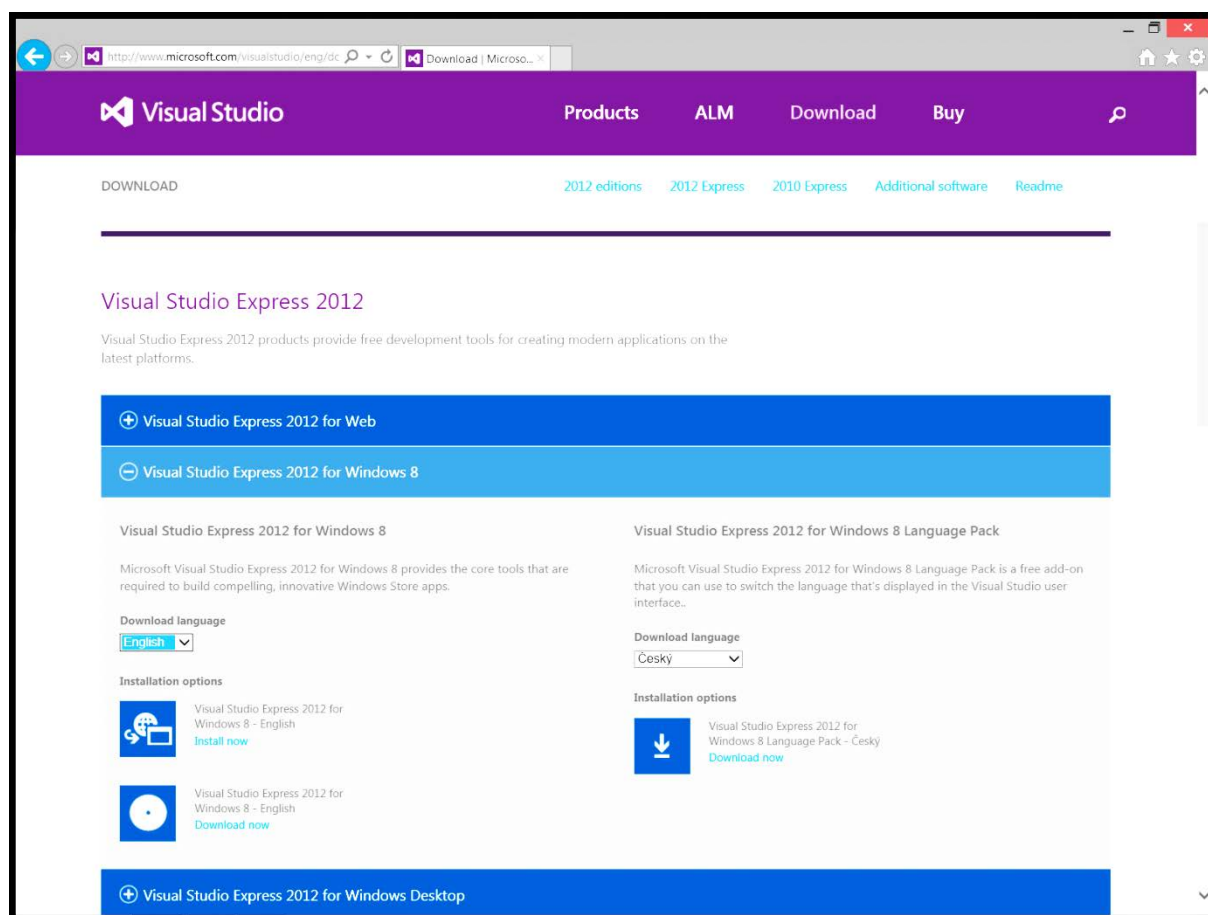 http://www.microsoft.com/visualstudio/eng/dc
Download | Microso...
Visual Studio
Products
ALM
Download
Buy
DOWNLOAD
2012 editions
2012 Express
2010 Express
Additional software
Readme
Visual Studio Express 2012
Visual Studio Express 2012 products provide free development tools for creating modern applications on the
latest platforms.
Visual Studio Express 2012 for Web
Visual Studio Express 2012 for Windows 8
Visual Studio Express 2012 for Windows 8
Microsoft Visual Studio Express 2012 for Windows 8 provides the core tools that are
required to build compelling, innovative Windows Store apps.
Download language
English
Installation options
Visual Studio Express 2012 for
Windows 8 - English
Install now
Visual Studio Express 2012 for
Windows 8 - English
Download now
Visual Studio Express 2012 for Windows 8 Language Pack
Microsoft Visual Studio Express 2012 for Windows 8 Language Pack is a free add-on
that you can use to switch the language that's displayed in the Visual Studio user
interface..
Download language
Český
Installation options
Visual Studio Express 2012 for
Windows 8 Language Pack - Český
Download now
Visual Studio Express 2012 for Windows Desktop